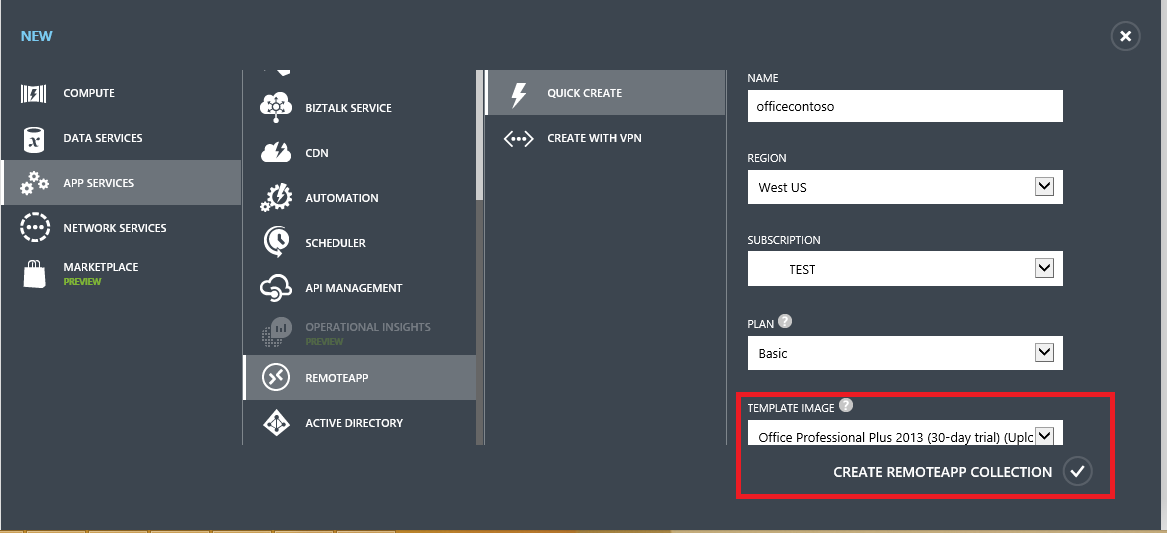 NEW
COMPUTE
DATA SERVICES
APP SERVICES
NETWORK SERVICES
MARKETPLACE
PREVIEW
BIZTALK SERVICE
CDN
AUTOMATION
SCHEDULER
API MANAGEMENT
OPERATIONAL INSIGHTS
PREVIEW
REMOTEAPP
ACTIVE DIRECTORY
QUICK CREATE
CREATE WITH VPN
NAME
officecontoso
REGION
West US
SUBSCRIPTION
TEST
PLAN ?
Basic
TEMPLATE IMAGE ?
Office Professional Plus 2013 (30-day trial) (Uplc
CREATE REMOTEAPP COLLECTION